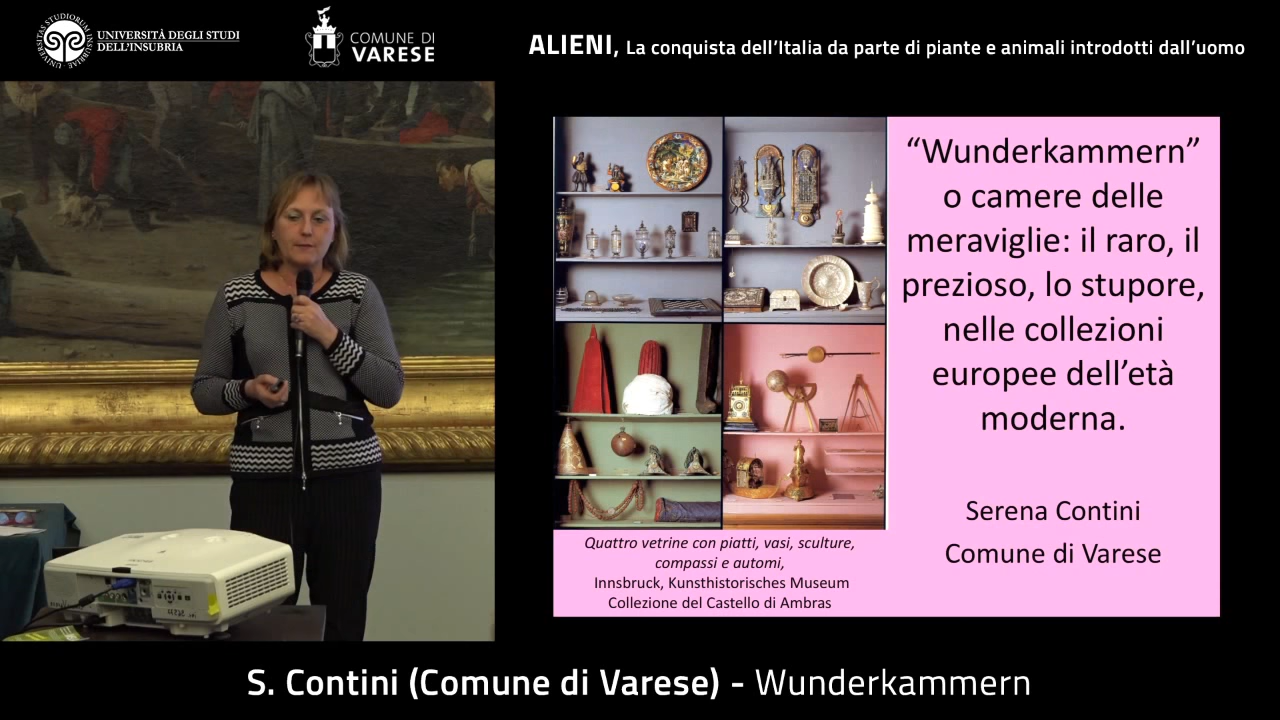 UNIVERSITÀ DEGLI STUDI
DELL'INSUBRIA
COMUNE DI
VARESE
ALIENI, La conquista dell'Italia da parte di piante e animali introdotti dall'uomo
“Wunderkammern”
o camere delle
meraviglie: il raro, il
prezioso, lo stupore,
nelle collezioni
europee dell’età
moderna.
Serena Contini
Comune di Varese
Quattro vetrine con piatti, vasi, sculture,
compassi e automi,
Innsbruck, Kunsthistorisches Museum
Collezione del Castello di Ambras
S. Contini (Comune di Varese) - Wunderkammern